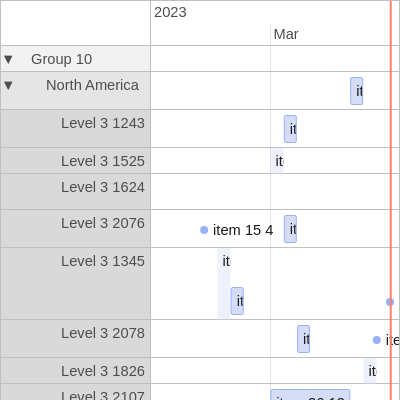 2023
Mar
▼ Group 10
▼ North America it
Level 3 1243 it
Level 3 1525 it
Level 3 1624
Level 3 2076 item 15 4 it
Level 3 1345 it
it
Level 3 2078 it ite
Level 3 1826 it
Level 3 2107